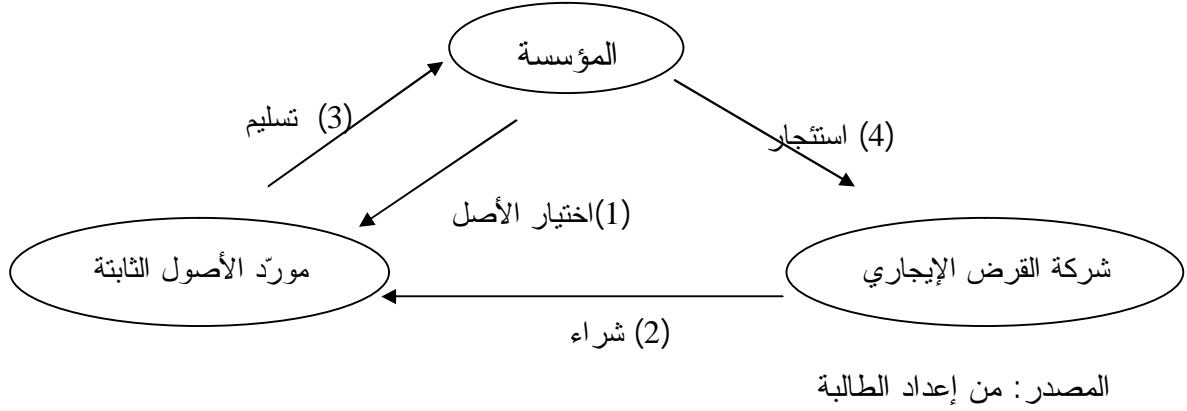 المؤسسة
(3) تسليم
(4) استئجار
(1)اختيار الأصل
مورّد الأصول الثابتة
شركة القرض الإيجاري
(2) شراء
المصدر: من إعداد الطالبة